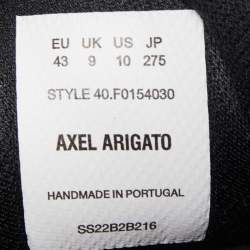 EU UK US JP
43 9 10 275
STYLE 40.F0154030
AXEL ARIGATO
HANDMADE IN PORTUGAL
SS22B2B216